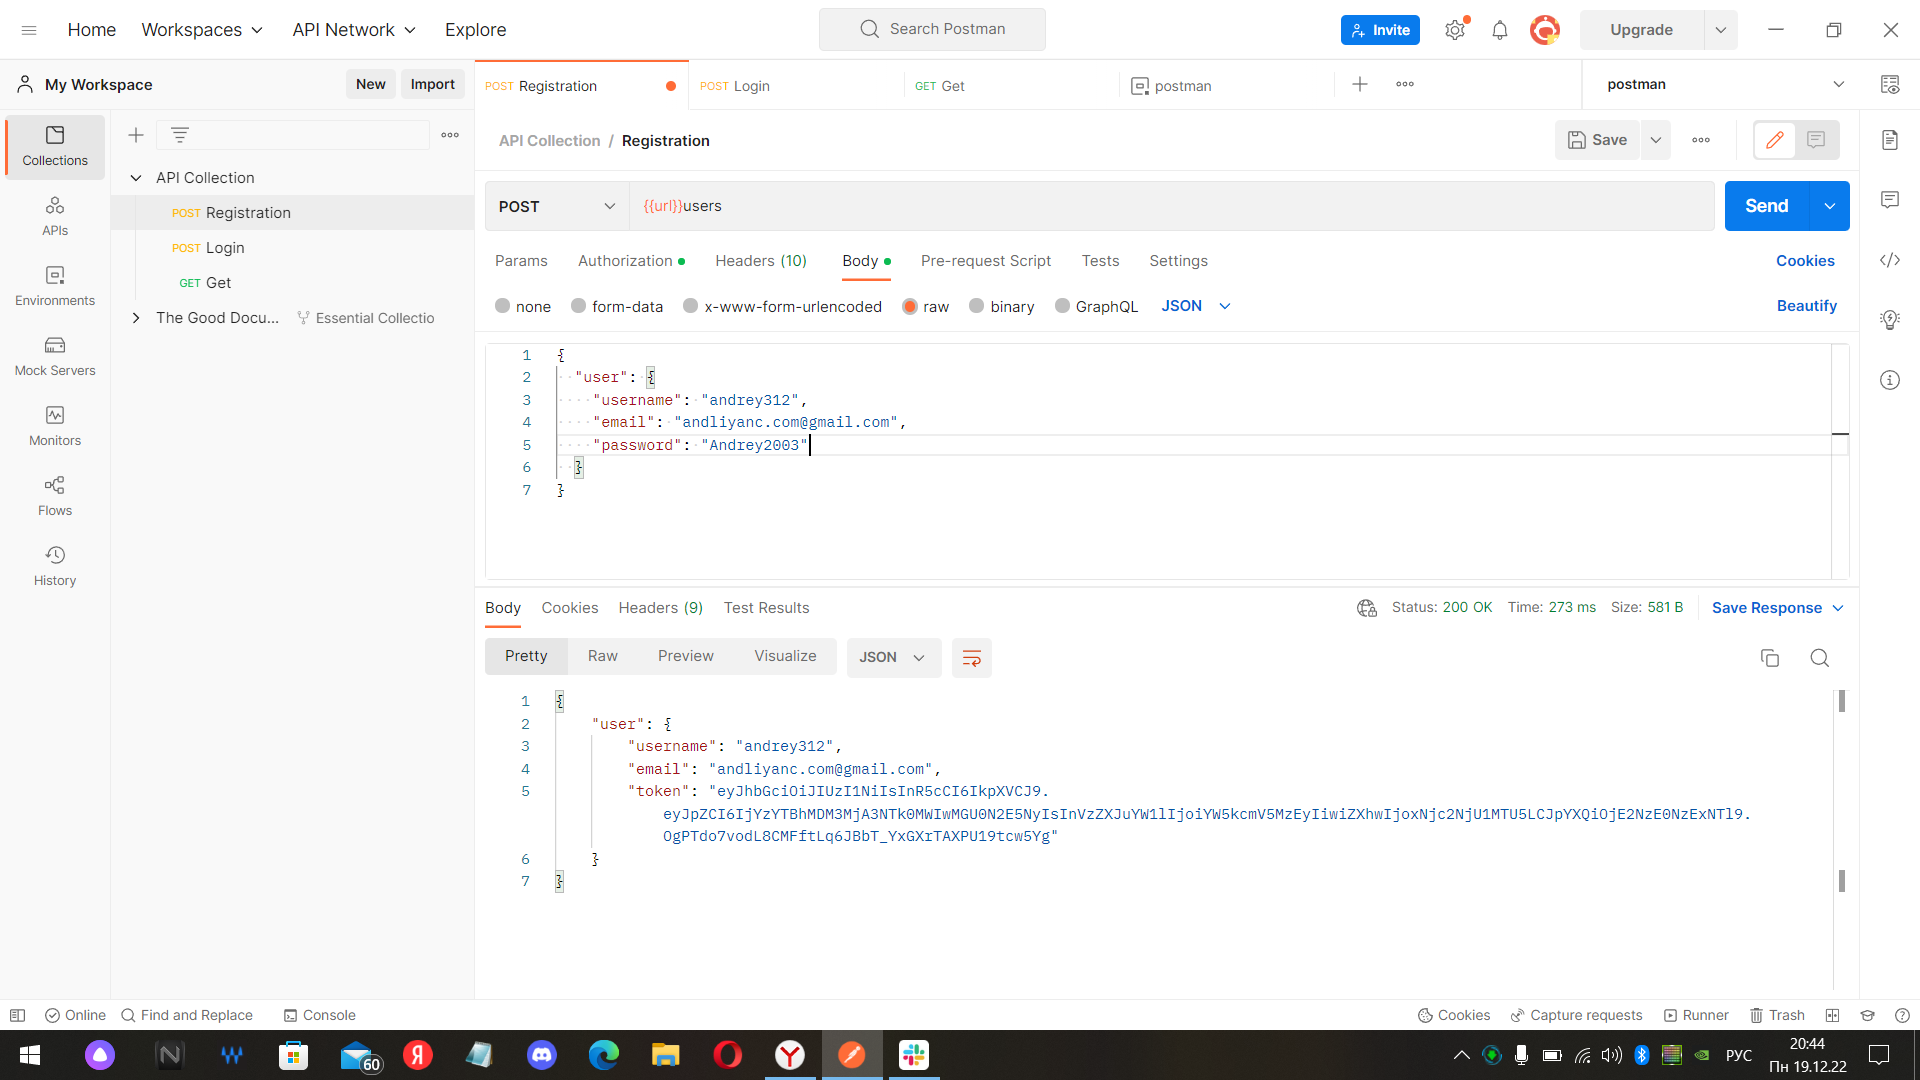 Home
Workspaces
API Network
Explore
Search Postman
Invite
Upgrade
My Workspace
New
Import
POST Registration
POST Login
GET Get
postman
postman
Collections
APIs
Environments
Mock Servers
Monitors
Flows
History
API Collection
POST Registration
POST Login
GET Get
The Good Docu...
Essential Collectio
API Collection / Registration
Save
POST
{{url}}users
Send
Params
Authorization
Headers (10)
Body
Pre-request Script
Tests
Settings
Cookies
none
form-data
x-www-form-urlencoded
raw
binary
GraphQL
JSON
Beautify
1 {
2 "user": {
3 "username": "andrey312",
4 "email": "andliyanc.com@gmail.com",
5 "password": "Andrey2003"
6 }
7 }
Body
Cookies
Headers (9)
Test Results
Status: 200 OK
Time: 273 ms
Size: 581 B
Save Response
Pretty
Raw
Preview
Visualize
JSON
1 {
2 "user": {
3 "username": "andrey312",
4 "email": "andliyanc.com@gmail.com",
5 "token": "eyJhbGciOiJIUzI1NiIsInR5cCI6IkpXVCJ9.
eyJpZCI6IjYzYTBhMDM3MjA3NTk0MWIwMGU0N2E5NyIsInVzZXJuYW1lIjoiYW5kcmV5MzEyIiwiZXhwIjoxNjc2NjU1MTU5LCJpYXQiOjE2NzE0NzExNTl9.
OgPTdo7vodL8CMFftLq6JBbT_YxGXrTAXPU19tcw5Yg"
6 }
7 }
Online
Find and Replace
Console
Cookies
Capture requests
Runner
Trash
60
РУС
20:44
Пн 19.12.22